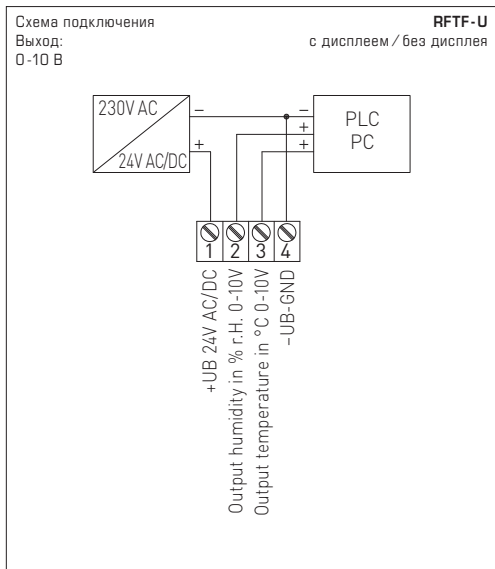 Схема подключения
Выход:
0-10 В
RFTF-U
с дисплеем / без дисплея
230V AC
24V AC/DC
–
+
–
+
+
PLC
PC
1 2 3 4
+UB 24V AC/DC
Output humidity in % r.H. 0-10V
Output temperature in °C 0-10V
-UB-GND